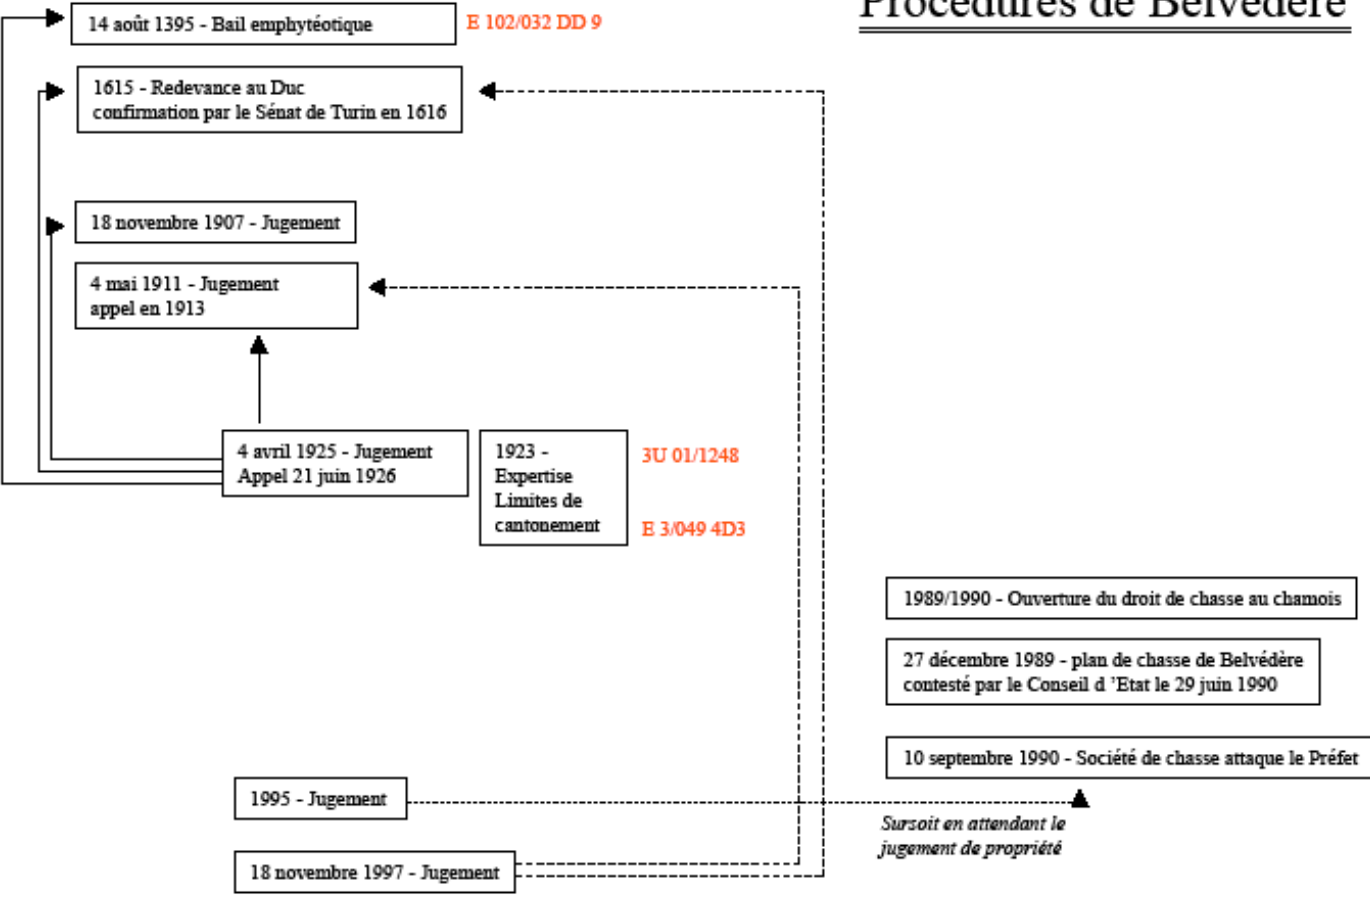 Procédures de Belvédère
14 août 1395 - Bail emphytéotique
E 102/032 DD 9
1615 - Redevance au Duc
confirmation par le Sénat de Turin en 1616
18 novembre 1907 - Jugement
4 mai 1911 - Jugement
appel en 1913
4 avril 1925 - Jugement
Appel 21 juin 1926
1923 -
Expertise
Limites de
cantonement
3U 01/1248
E 3/049 4D3
1989/1990 - Ouverture du droit de chasse au chamois
27 décembre 1989 - plan de chasse de Belvédère
contesté par le Conseil d 'Etat le 29 juin 1990
10 septembre 1990 - Société de chasse attaque le Préfet
1995 - Jugement
Sursoit en attendant le
jugement de propriété
18 novembre 1997 - Jugement